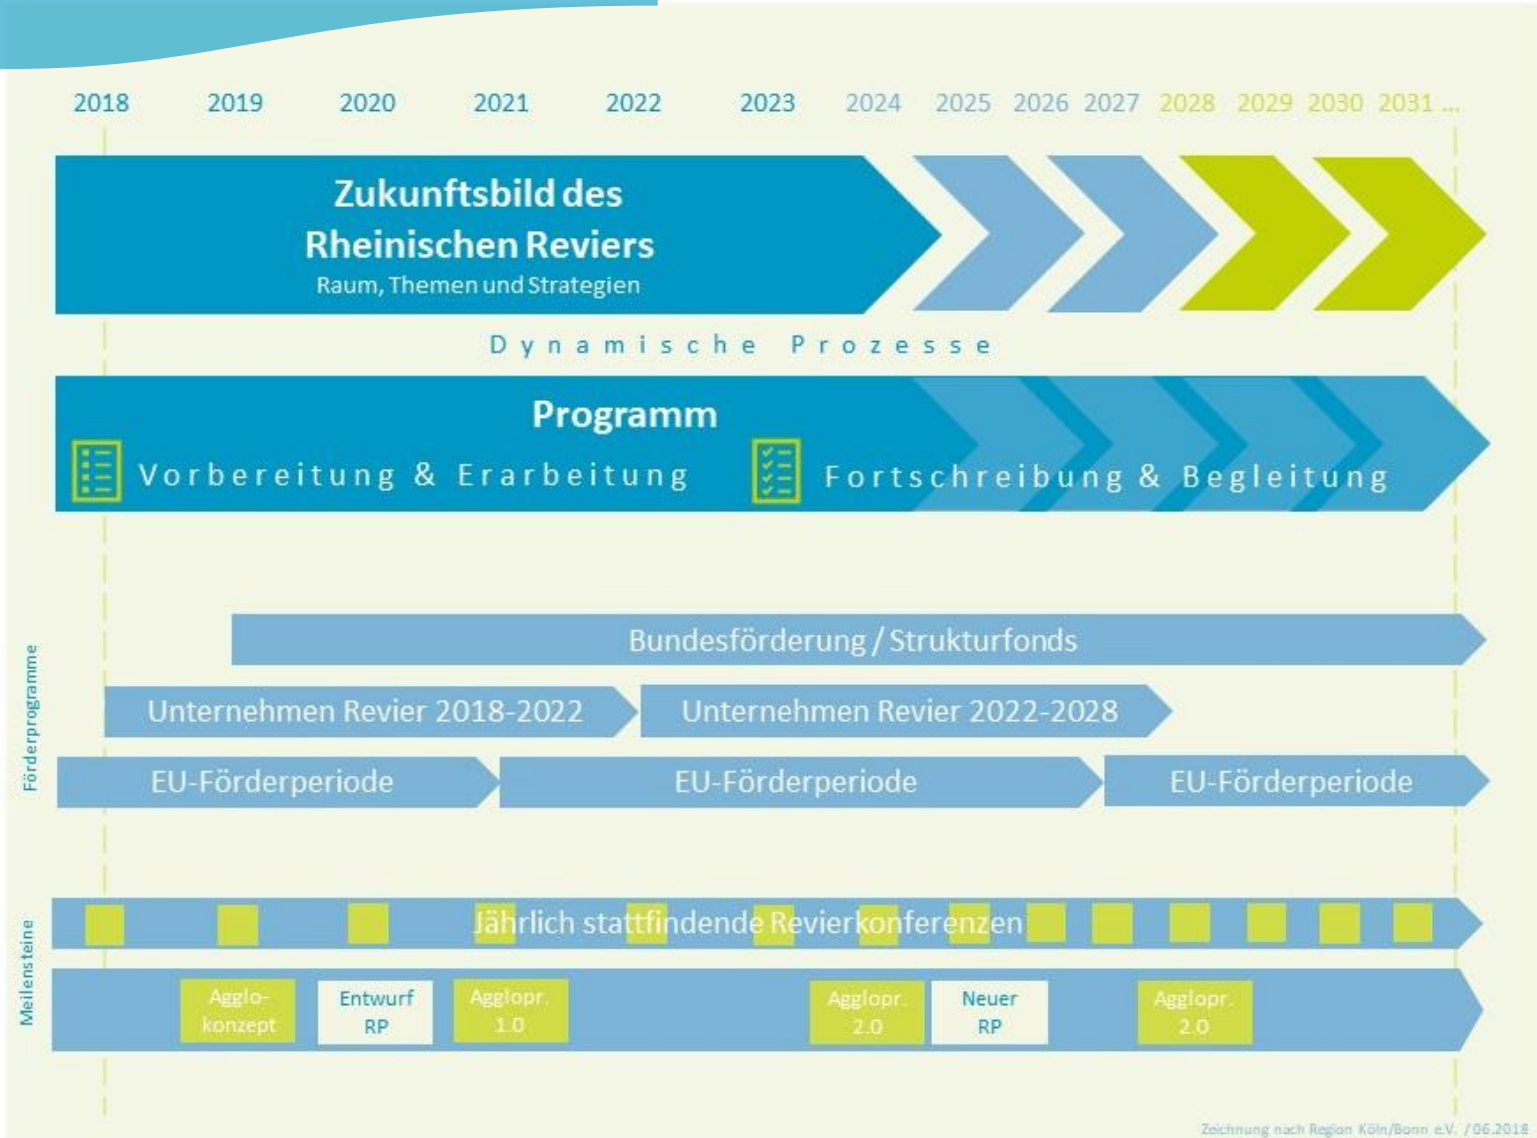 2018 2019 2020 2021 2022 2023 2024 2025 2026 2027 2028 2029 2030 2031 ...
Zukunftsbild des
Rheinischen Reviers
Raum, Themen und Strategien
Dynamische Prozesse
Programm
Vorbereitung & Erarbeitung
Fortschreibung & Begleitung
Förderprogramme
Bundesförderung / Strukturfonds
Unternehmen Revier 2018-2022
Unternehmen Revier 2022-2028
EU-Förderperiode
EU-Förderperiode
EU-Förderperiode
Meilensteine
Jährlich stattfindende Revierkonferenzen
Agglo-
konzept
Entwurf
RP
Agglopr.
1.0
Agglopr.
2.0
Neuer
RP
Agglopr.
2.0
Zeichnung nach Region Köln/Bonn e.V. / 06.2018